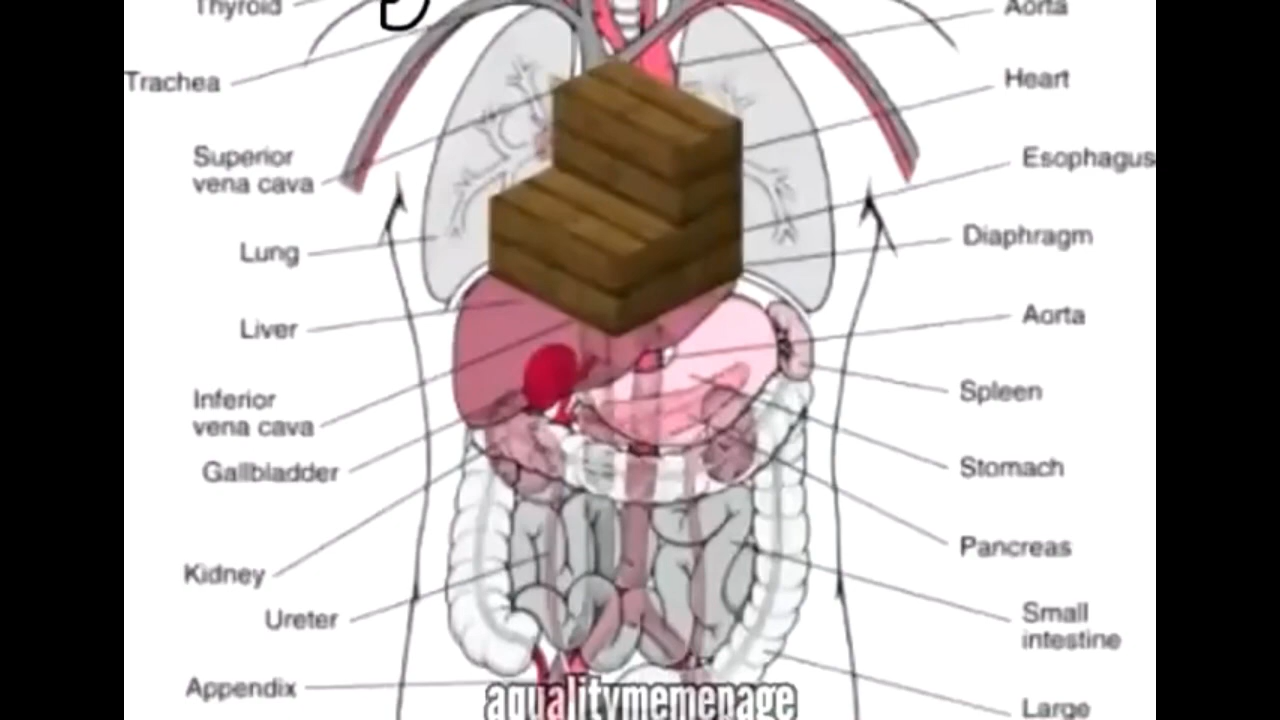 Thyroid
Trachea
Superior
vena cava
Lung
Liver
Inferior
vena cava
Gallbladder
Kidney
Ureter
Appendix
Aorta
Heart
Esophagus
Diaphragm
Aorta
Spleen
Stomach
Pancreas
Small
intestine
Large
aqualitymemepage